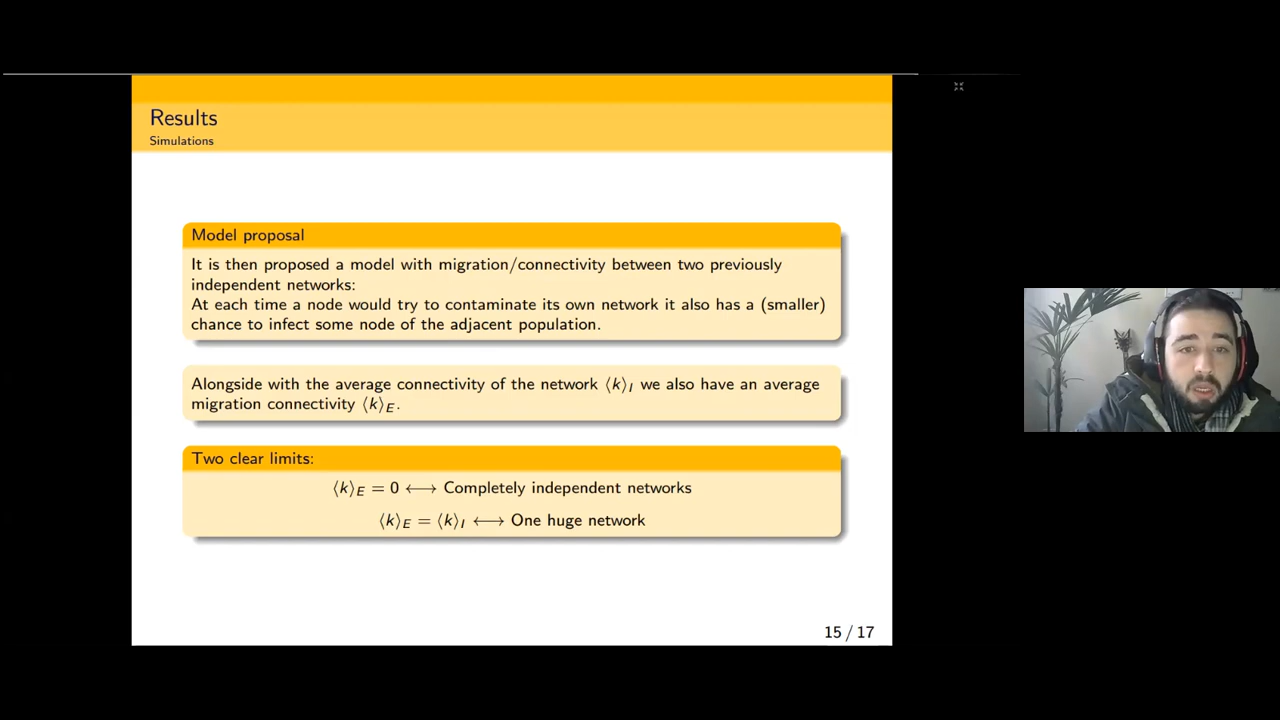 Results
Simulations
Model proposal
It is then proposed a model with migration/connectivity between two previously
independent networks:
At each time a node would try to contaminate its own network it also has a (smaller)
chance to infect some node of the adjacent population.
Alongside with the average connectivity of the network ⟨k⟩_I we also have an average
migration connectivity ⟨k⟩_E.
Two clear limits:
⟨k⟩_E = 0 ⟷ Completely independent networks
⟨k⟩_E = ⟨k⟩_I ⟷ One huge network
15 / 17